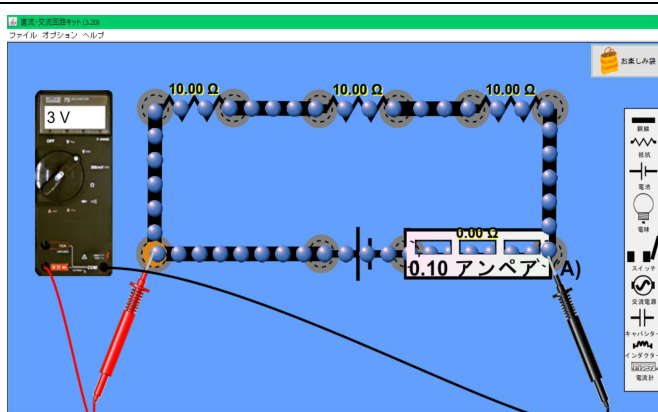 直流・交流回路キット (3.20)
ファイル オプション ヘルプ
お楽しみ袋
10.00 Ω
10.00 Ω
10.00 Ω
3 V
OFF
銅線
抵抗
電池
電球
スイッチ
交流電源
キャパシター
インダクター
電流計
0.00 Ω
0.10 アンペア (A)
10A
COM